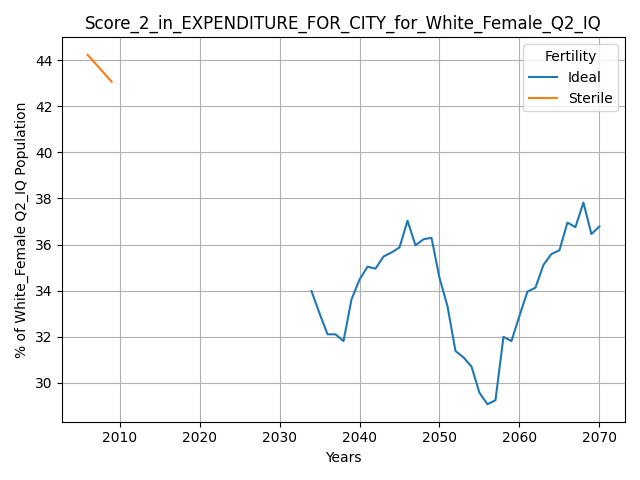 Score_2_in_EXPENDITURE_FOR_CITY_for_White_Female_Q2_IQ
Fertility
Ideal
Sterile
% of White_Female Q2_IQ Population
44
42
40
38
36
34
32
30
2010 2020 2030 2040 2050 2060 2070
Years